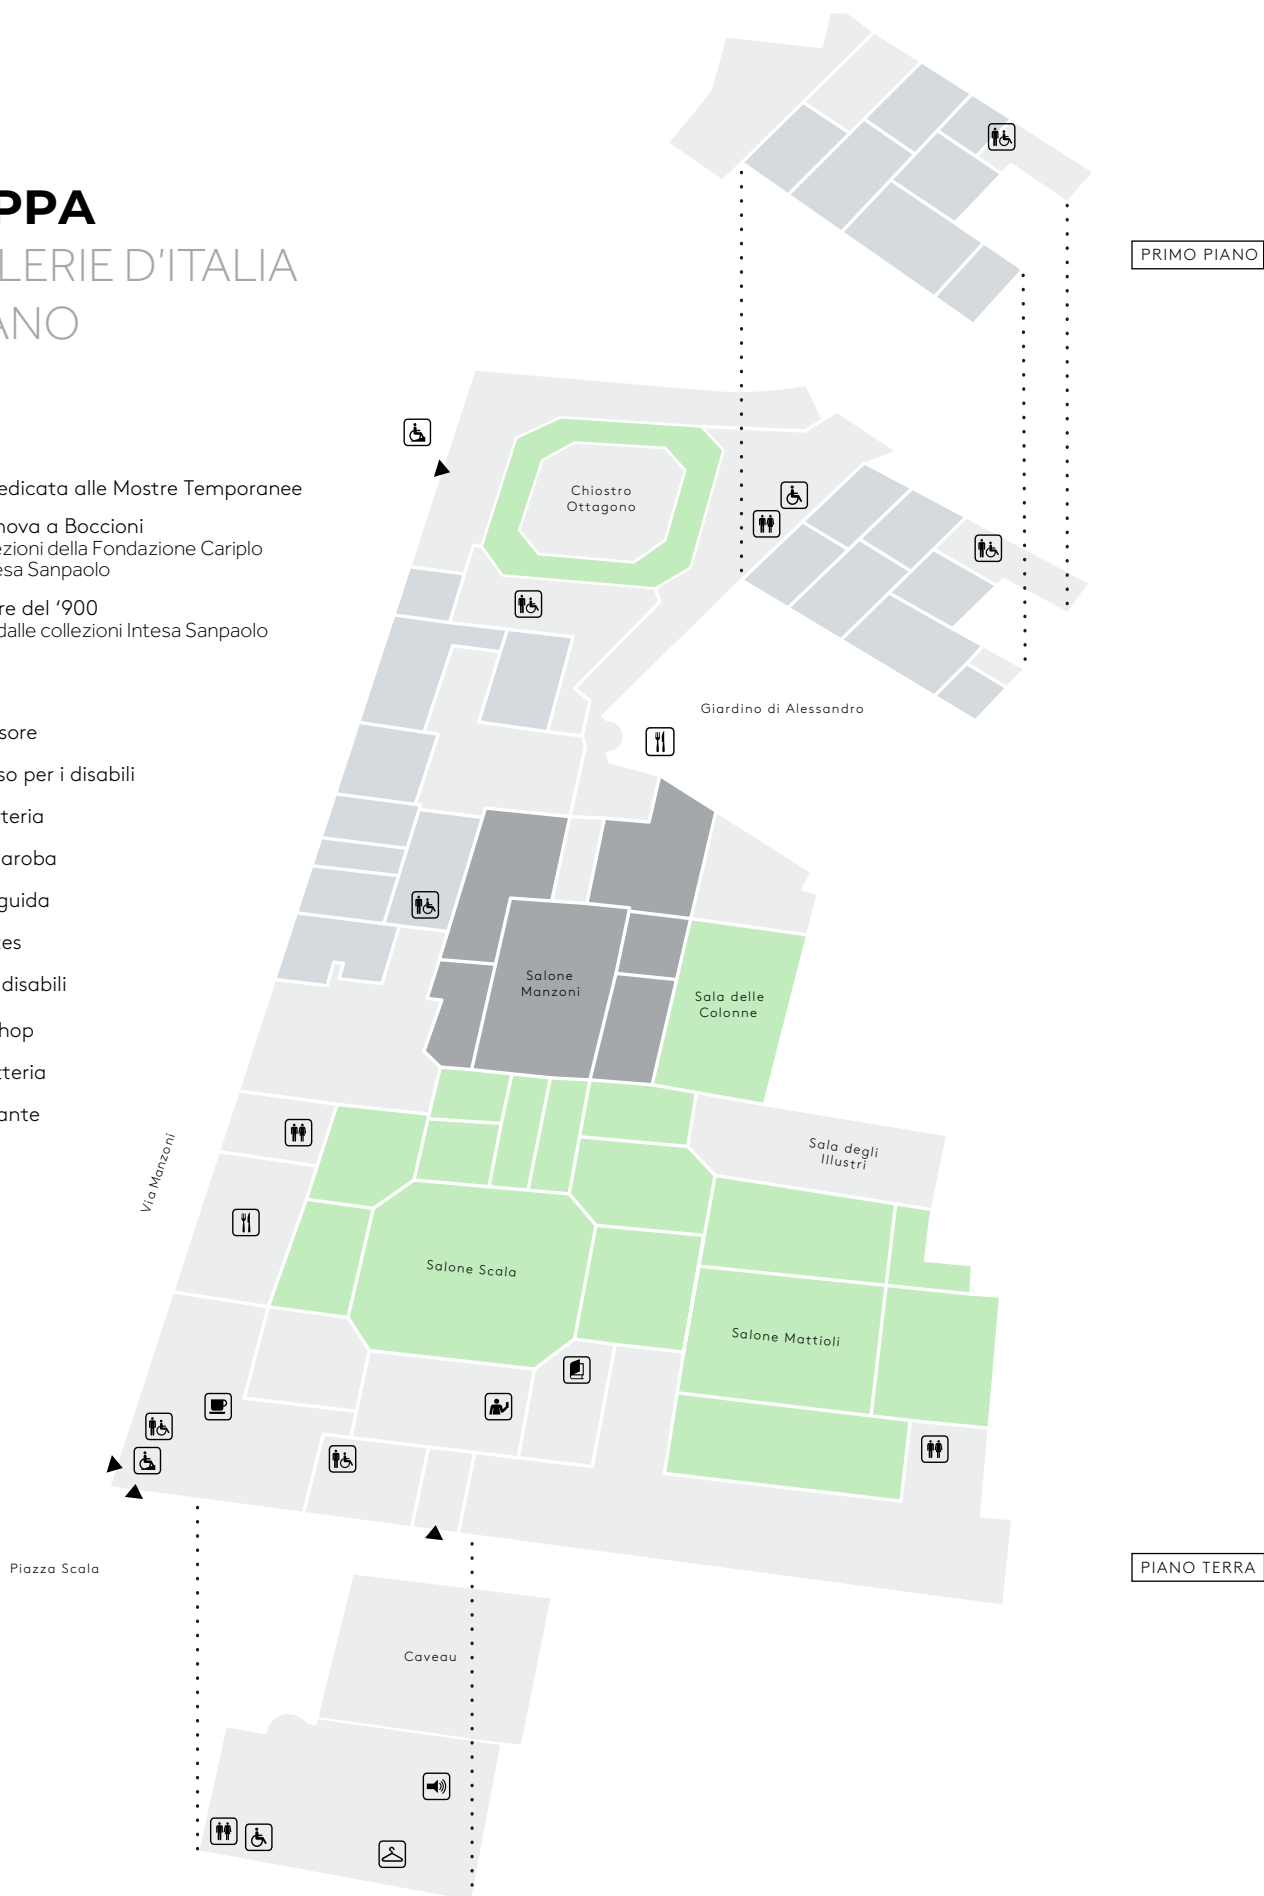 PPA
LERIE D'ITALIA
ANO
PRIMO PIANO
edicata alle Mostre Temporanee
nova a Boccioni
ezioni della Fondazione Cariplo
esa Sanpaolo
re del ‘900
dalle collezioni Intesa Sanpaolo
sore
so per i disabili
tteria
aroba
guida
tes
disabili
hop
tteria
ante
Chiostro
Ottagono
Giardino di Alessandro
Salone
Manzoni
Sala delle
Colonne
Via Manzoni
Sala degli
Illustri
Salone Scala
Salone Mattioli
Piazza Scala
PIANO TERRA
Caveau